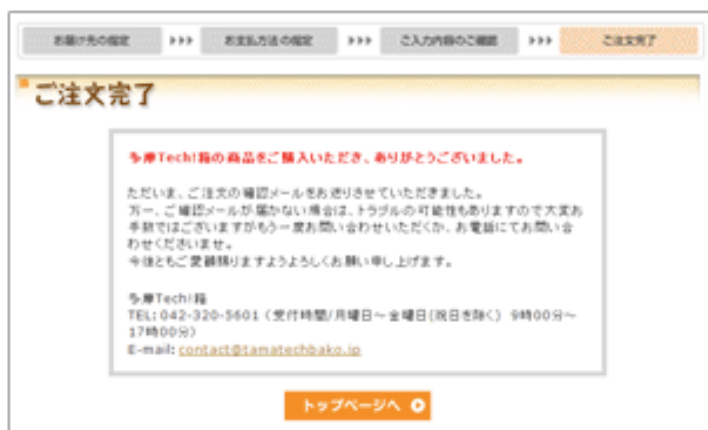 お届け先の指定
お支払方法の指定
ご入力内容のご確認
ご注文完了
ご注文完了
多摩Tech!箱の商品をご購入いただき、ありがとうございました。
ただいま、ご注文の確認メールをお送りさせていただきました。
万一、ご確認メールが届かない場合は、トラブルの可能性もありますので大変お
手数ではございますがもう一度お問い合わせいただくか、お電話にてお問い合
わせくださいませ。
今後ともご愛顧賜りますようよろしくお願い申し上げます。
多摩Tech!箱
TEL: 042-320-5601 (受付時間/月曜日～金曜日(祝日を除く) 9時00分～
17時00分)
E-mail: contact@tamatechbako.jp
トップページへ